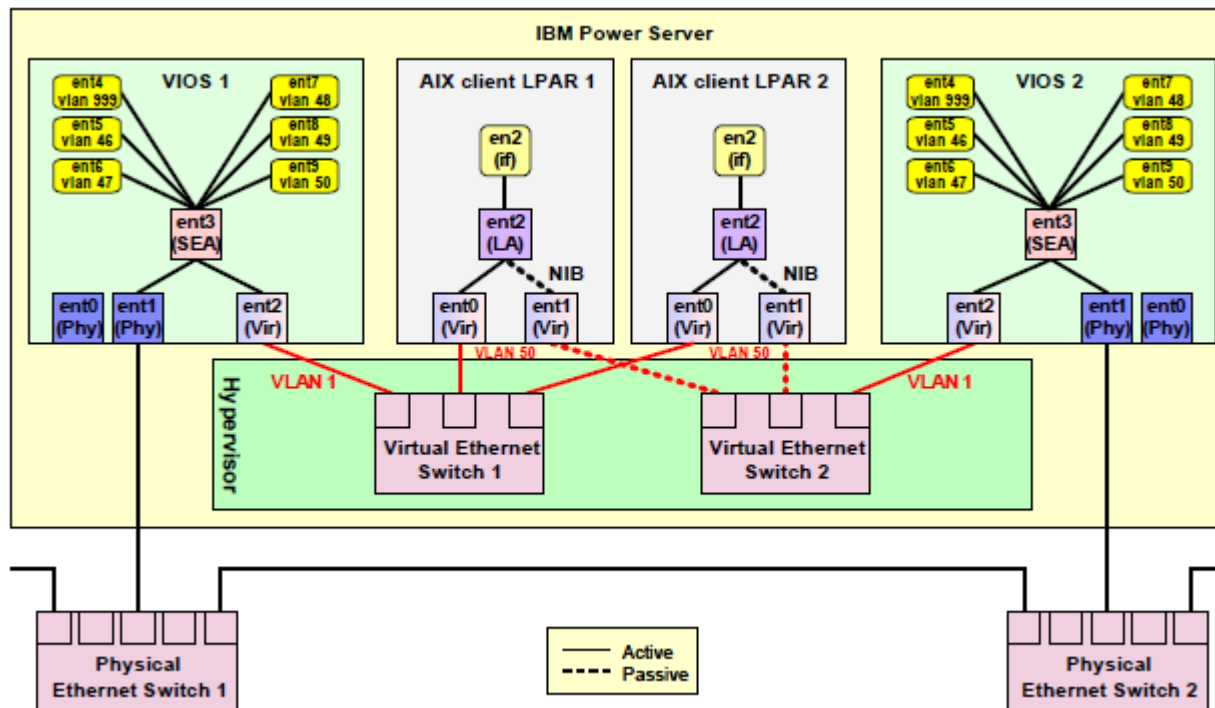 IBM Power Server
VIOS 1
ent4
vlan 999
ent5
vlan 46
ent6
vlan 47
ent7
vlan 48
ent8
vlan 49
ent9
vlan 50
ent3
(SEA)
ent0
(Phy)
ent1
(Phy)
ent2
(Vir)
AIX client LPAR 1
en2
(if)
ent2
(LA)
NIB
ent0
(Vir)
ent1
(Vir)
AIX client LPAR 2
en2
(if)
ent2
(LA)
NIB
ent0
(Vir)
ent1
(Vir)
VIOS 2
ent4
vlan 999
ent5
vlan 46
ent6
vlan 47
ent7
vlan 48
ent8
vlan 49
ent9
vlan 50
ent3
(SEA)
ent2
(Vir)
ent1
(Phy)
ent0
(Phy)
VLAN 50
VLAN 50
VLAN 1
VLAN 1
Hypervisor
Virtual Ethernet
Switch 1
Virtual Ethernet
Switch 2
Physical
Ethernet Switch 1
Active
Passive
Physical
Ethernet Switch 2